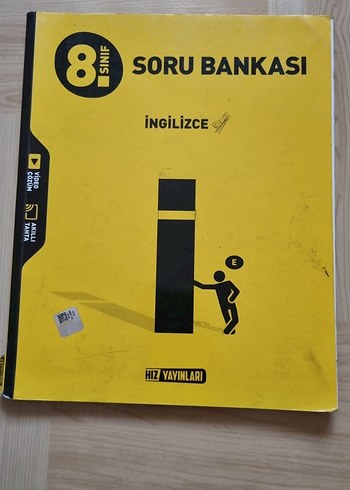 8. SINIF
SORU BANKASI
İNGİLİZCE
VİDEO
ÇÖZÜM
AKILLI
TAHTA
E
HIZ YAYINLARI